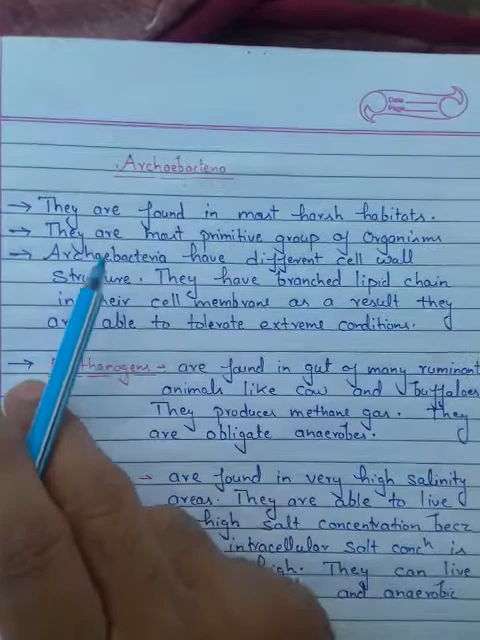 Date
Page
Archaebacteria
→ They are found in most harsh habitats.
→ They are most primitive group of Organisms
→ Archaebacteria have different cell wall
structure. They have branched lipid chain
in their cell membrane as a result they
are able to tolerate extreme conditions.
→ are found in gut of many ruminant
animals like cow and buffaloes
They produces methane gas. They
are obligate anaerobes.
→ are found in very high salinity
areas. They are able to live
high salt concentration becz
intracellular salt concn is
high. They can live
and anaerobic